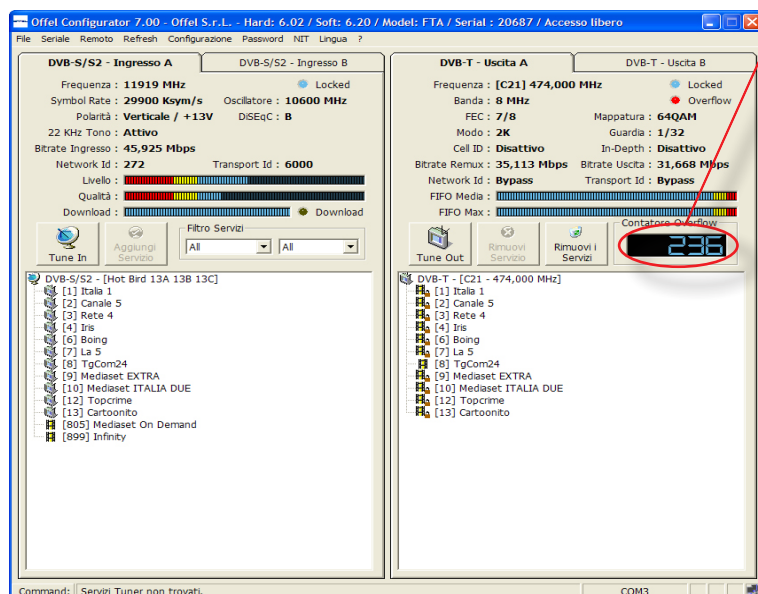 Offel Configurator 7.00 - Offel S.r.L. - Hard: 6.02 / Soft: 6.20 / Model: FTA / Serial : 20687 / Accesso libero
File Seriale Remoto Refresh Configurazione Password NIT Lingua ?
DVB-S/S2 - Ingresso A
DVB-S/S2 - Ingresso B
Frequenza : 11919 MHz
Locked
Symbol Rate : 29900 Ksym/s
Oscillatore : 10600 MHz
Polarità : Verticale / +13V
DiSEqC : B
22 KHz Tono : Attivo
Bitrate Ingresso : 45,925 Mbps
Network Id : 272
Transport Id : 6000
Livello :
Qualità :
Download :
Download
Tune In
Aggiungi Servizio
Filtro Servizi
All
All
DVB-S/S2 - [Hot Bird 13A 13B 13C]
[1] Italia 1
[2] Canale 5
[3] Rete 4
[4] Iris
[6] Boing
[7] La 5
[8] TgCom24
[9] Mediaset EXTRA
[10] Mediaset ITALIA DUE
[12] Topcrime
[13] Cartoonito
[805] Mediaset On Demand
[899] Infinity
DVB-T - Uscita A
DVB-T - Uscita B
Frequenza : [C21] 474,000 MHz
Locked
Banda : 8 MHz
Overflow
FEC : 7/8
Mappatura : 64QAM
Modo : 2K
Guardia : 1/32
Cell ID : Disattivo
In-Depth : Disattivo
Bitrate Remux : 35,113 Mbps
Bitrate Uscita : 31,668 Mbps
Network Id : Bypass
Transport Id : Bypass
FIFO Media :
FIFO Max :
Tune Out
Rimuovi Servizio
Rimuovi i Servizi
Contatore Overflow
236
DVB-T - [C21 - 474,000 MHz]
[1] Italia 1
[2] Canale 5
[3] Rete 4
[4] Iris
[6] Boing
[7] La 5
[8] TgCom24
[9] Mediaset EXTRA
[10] Mediaset ITALIA DUE
[12] Topcrime
[13] Cartoonito
Command: Servizi Tuner non trovati.
COM3